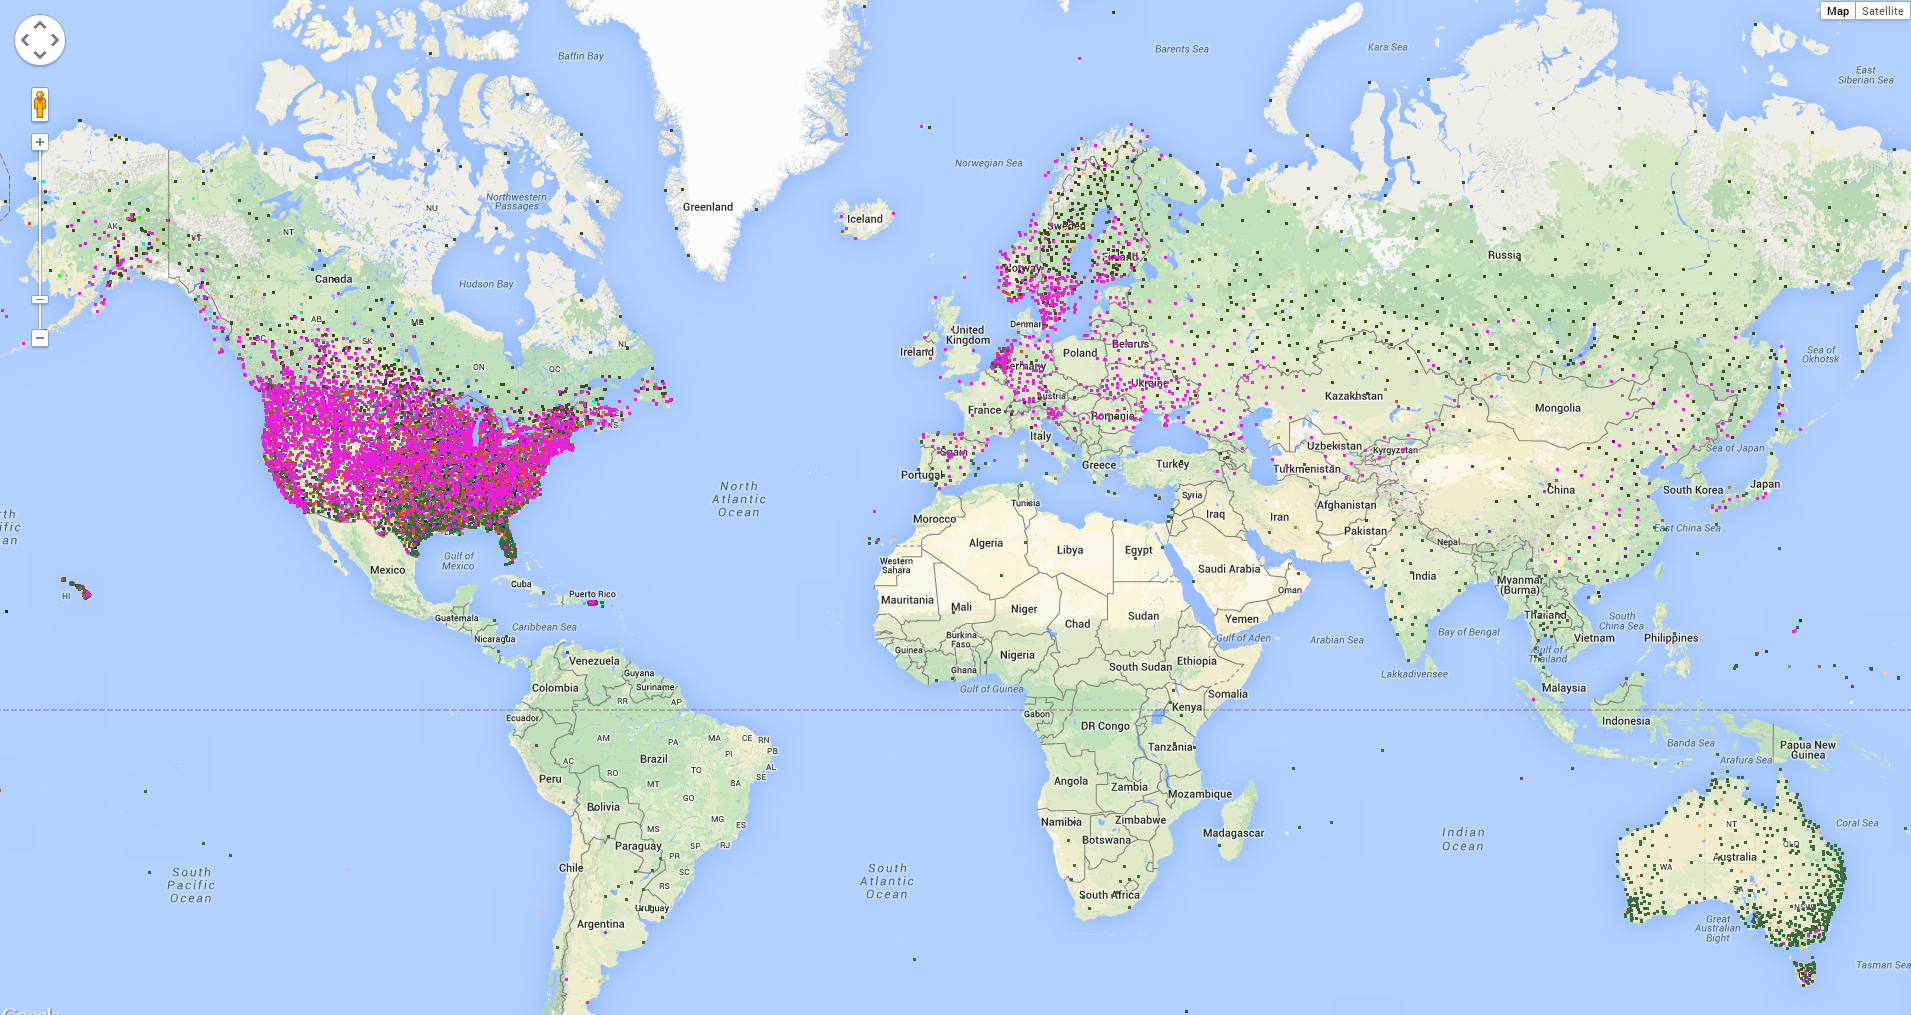 Map Satellite
Baffin Bay
Barents Sea
Kara Sea
East
Siberian Sea
Norwegian Sea
Northwestern
Passages
NU
Greenland
Iceland
AK
YT
NT
Sweden
Finland
Norway
Russia
Canada
Hudson Bay
AB
MB
BC
SK
NL
ON
QC
NS
United
Kingdom
Ireland
Denmark
Belarus
Poland
Germany
Ukraine
Austria
France
Romania
Italy
Spain
Portugal
Greece
Turkey
Kazakhstan
Mongolia
Sea of
Okhotsk
Uzbekistan
Kyrgyzstan
Turkmenistan
Sea of Japan
North
Atlantic
Ocean
Tunisia
Syria
Iraq
Iran
Afghanistan
Pakistan
China
South Korea
Japan
East China Sea
Morocco
Algeria
Libya
Egypt
Nepal
Western
Sahara
Saudi Arabia
Oman
India
Myanmar
(Burma)
Gulf of
Mexico
Mexico
Cuba
Puerto Rico
HI
Guatemala
Caribbean Sea
Nicaragua
Mauritania
Mali
Niger
Chad
Sudan
Yemen
Gulf of Aden
Arabian Sea
Bay of Bengal
Thailand
Vietnam
South
China Sea
Philippines
Gulf of
Thailand
Burkina
Faso
Guinea
Ghana
Nigeria
South Sudan
Ethiopia
Somalia
Lakkadivensee
Malaysia
Venezuela
Guyana
Suriname
Colombia
RR
AP
Ecuador
Gulf of Guinea
Gabon
DR Congo
Kenya
Indonesia
Banda Sea
Papua New
Guinea
Arafura Sea
AM
PA
MA
CE
RN
PB
PI
AL
SE
Brazil
AC
RO
TO
BA
Peru
MT
GO
Bolivia
MG
ES
MS
Paraguay
SP
RJ
PR
SC
RS
Chile
Uruguay
Argentina
Tanzania
Angola
Zambia
Mozambique
Namibia
Zimbabwe
Botswana
Madagascar
South Africa
South
Pacific
Ocean
South
Atlantic
Ocean
Indian
Ocean
NT
Coral Sea
Australia
QLD
WA
SA
NSW
Great
Australian
Bight
Tasman Sea
Google